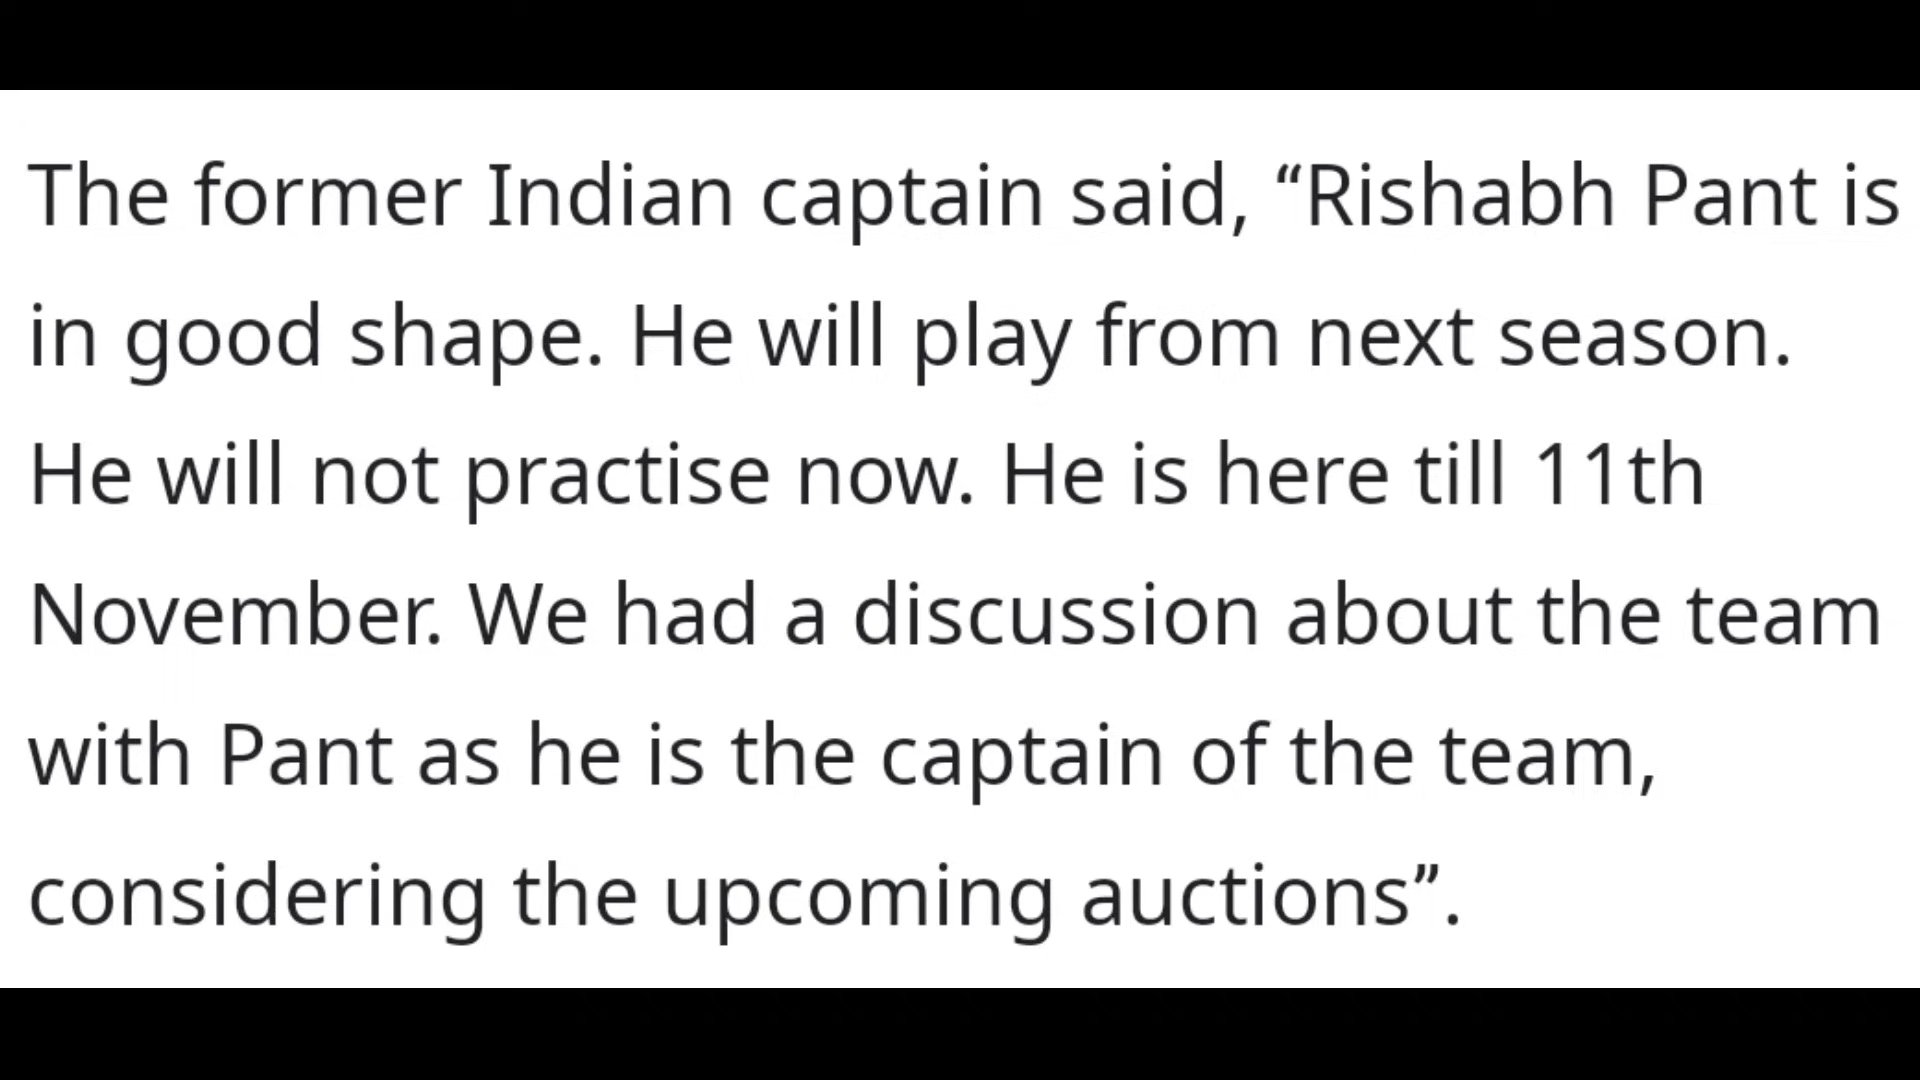 The former Indian captain said, “Rishabh Pant is
in good shape. He will play from next season.
He will not practise now. He is here till 11th
November. We had a discussion about the team
with Pant as he is the captain of the team,
considering the upcoming auctions”.